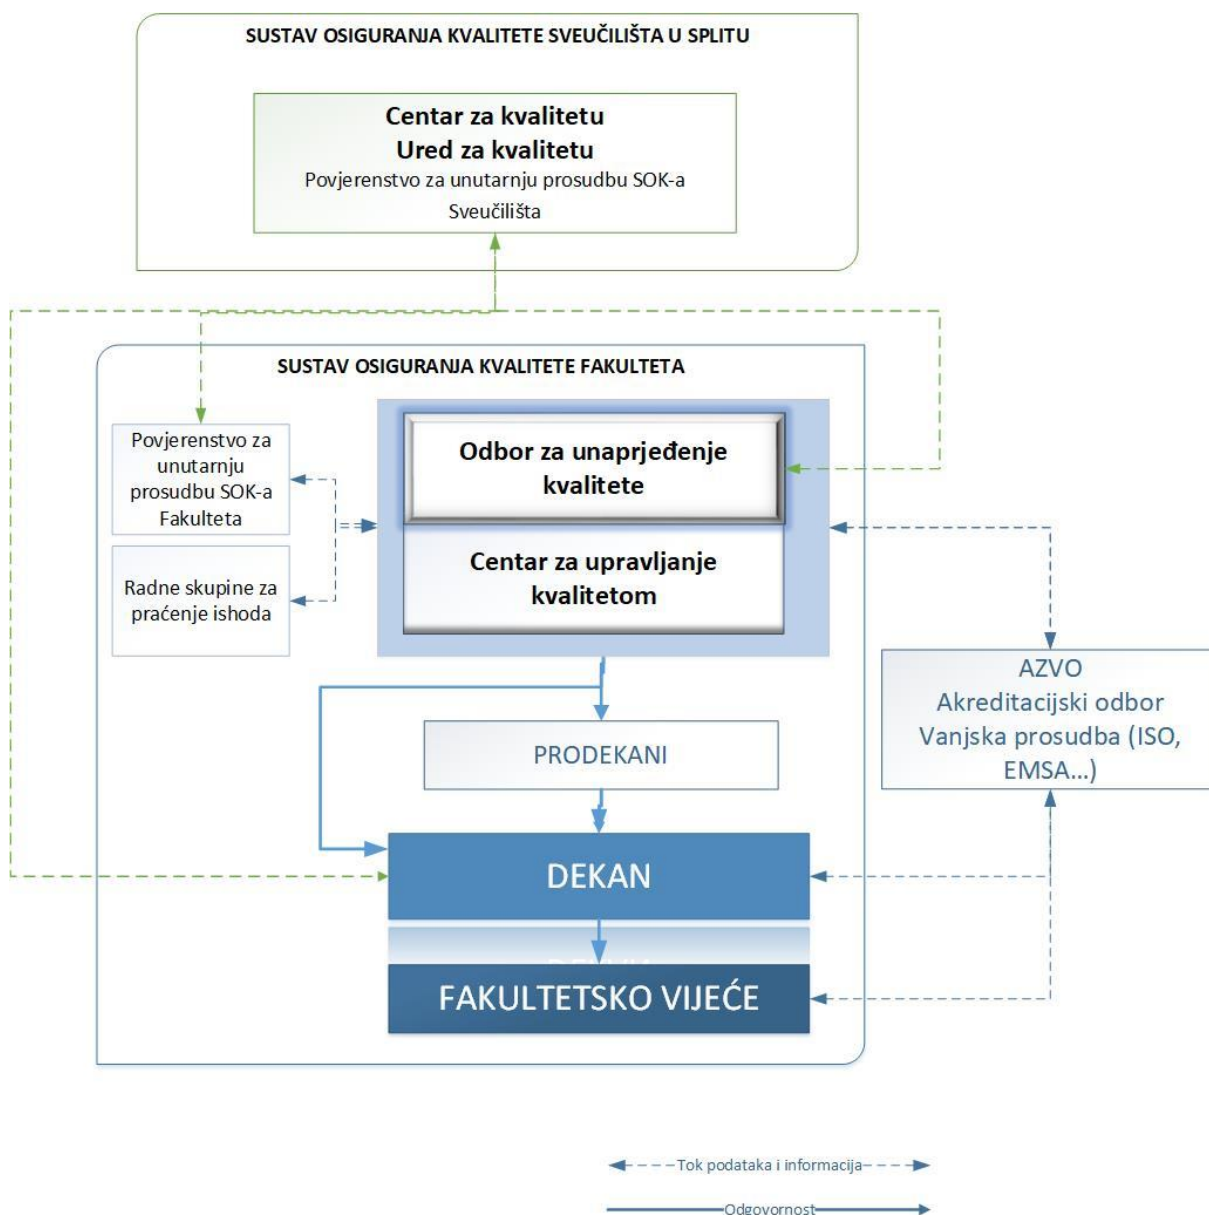 SUSTAV OSIGURANJA KVALITETE SVEUČILIŠTA U SPLITU
Centar za kvalitetu
Ured za kvalitetu
Povjerenstvo za unutarnju prosudbu SOK-a
Sveučilišta
SUSTAV OSIGURANJA KVALITETE FAKULTETA
Povjerenstvo za
unutarnju
prosudbu SOK-a
Fakulteta
Odbor za unaprjeđenje
kvalitete
Radne skupine za
praćenje ishoda
Centar za upravljanje
kvalitetom
AZVO
Akreditacijski odbor
Vanjska prosudba (ISO,
EMSA...)
PRODEKANI
DEKAN
FAKULTETSKO VIJEĆE
Tok podataka i informacija
Odgovornost